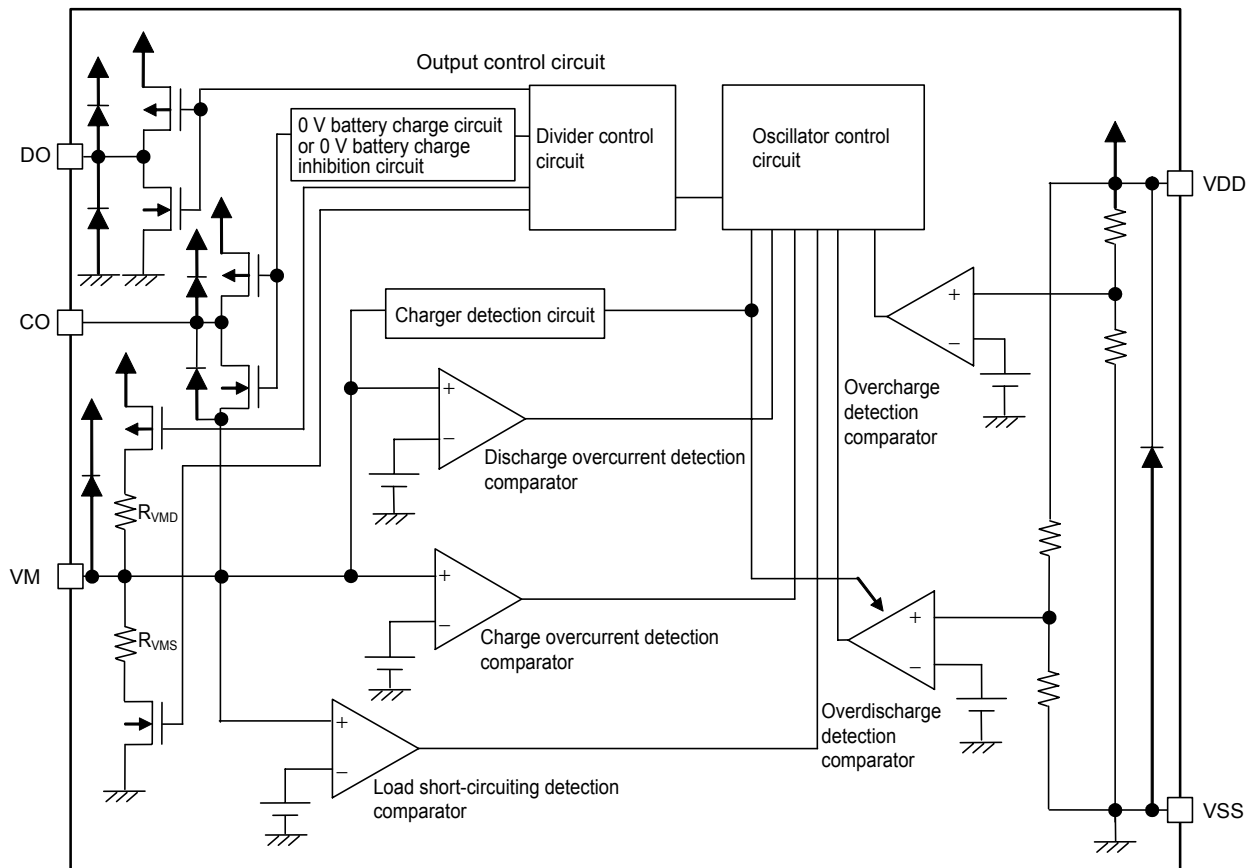 Output control circuit
0 V battery charge circuit
or 0 V battery charge
inhibition circuit
Divider control
circuit
Oscillator control
circuit
DO
VDD
CO
Charger detection circuit
+
−
Overcharge
detection
comparator
+
−
Discharge overcurrent detection
comparator
RVMD
VM
+
−
Charge overcurrent detection
comparator
RVMS
+
−
Overdischarge
detection
comparator
+
−
Load short-circuiting detection
comparator
VSS